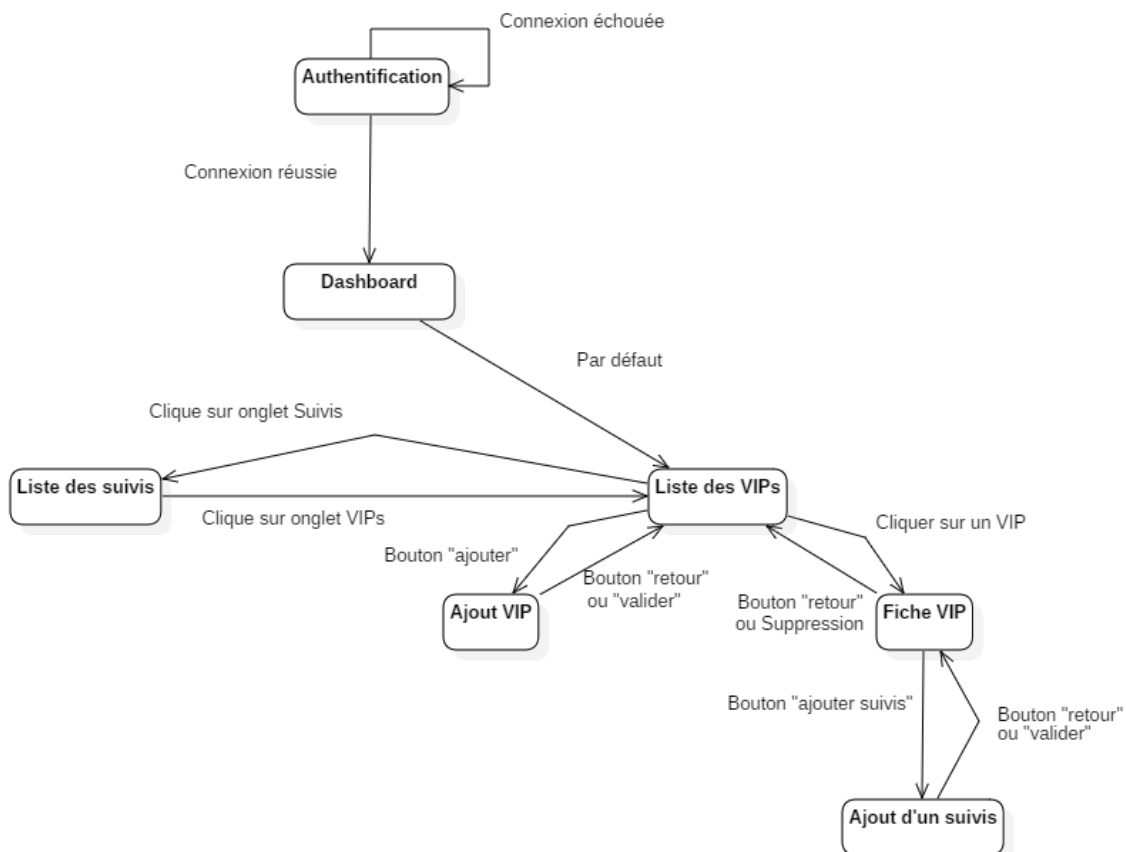 Connexion échouée
Authentification
Connexion réussie
Dashboard
Par défaut
Clique sur onglet Suivis
Liste des suivis
Liste des VIPs
Clique sur onglet VIPs
Cliquer sur un VIP
Bouton "ajouter"
Bouton "retour"
ou "valider"
Bouton "retour"
ou Suppression
Ajout VIP
Fiche VIP
Bouton "ajouter suivis"
Bouton "retour"
ou "valider"
Ajout d'un suivis